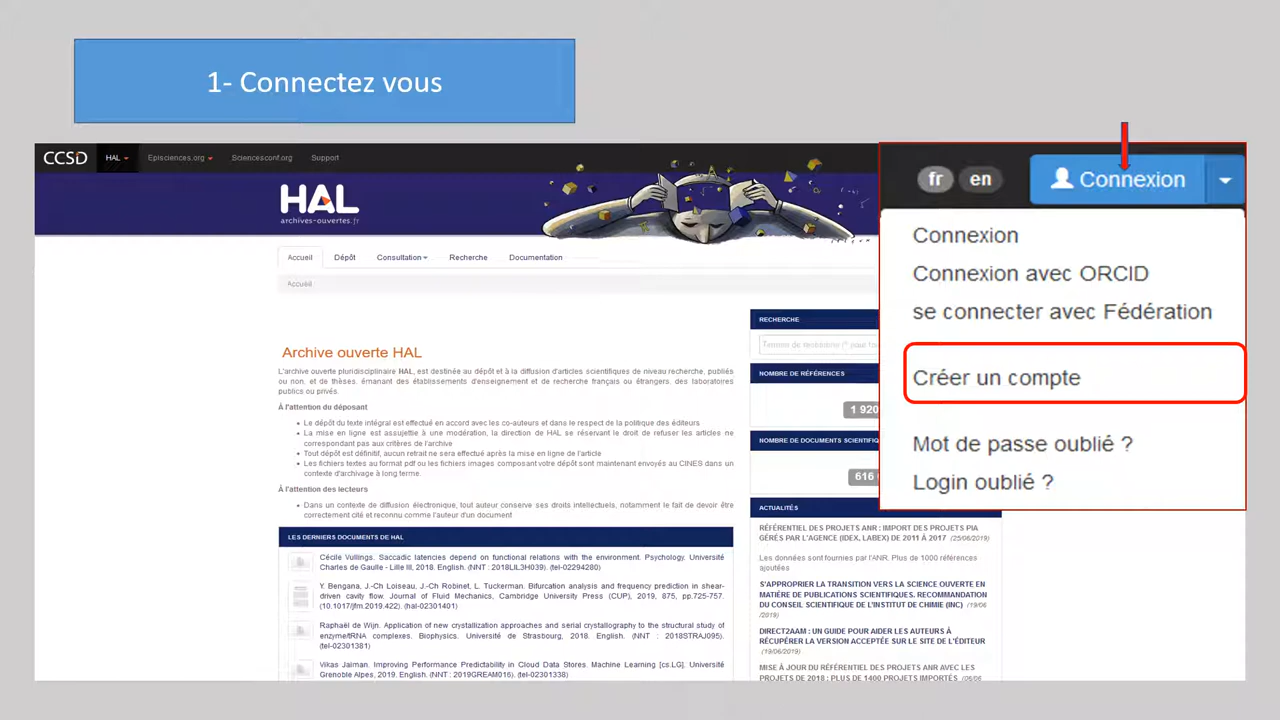 1- Connectez vous
CCSD HAL Episciences.org Sciencesconf.org Support
fr en Connexion
HAL
archives-ouvertes.fr
Connexion
Connexion avec ORCID
se connecter avec Fédération
Créer un compte
Mot de passe oublié ?
Login oublié ?
Accueil Dépôt Consultation Recherche Documentation
Accueil
Archive ouverte HAL
L'archive ouverte pluridisciplinaire HAL, est destinée au dépôt et à la diffusion d'articles scientifiques de niveau recherche, publiés
ou non, et de thèses, émanant des établissements d'enseignement et de recherche français ou étrangers, des laboratoires
publics ou privés.
À l'attention du déposant
• Le dépôt du texte intégral est effectué en accord avec les co-auteurs et dans le respect de la politique des éditeurs
• La mise en ligne est assujettie à une modération, la direction de HAL se réservant le droit de refuser les articles ne
correspondant pas aux critères de l'archive
• Tout dépôt est définitif, aucun retrait ne sera effectué après la mise en ligne de l'article
• Les fichiers textes au format pdf ou les fichiers images composant votre dépôt sont maintenant envoyés au CINES dans un
contexte d'archivage à long terme.
À l'attention des lecteurs
• Dans un contexte de diffusion électronique, tout auteur conserve ses droits intellectuels, notamment le fait de devoir être
correctement cité et reconnu comme l'auteur d'un document
LES DERNIERS DOCUMENTS DE HAL
Cécile Vullings. Saccadic latencies depend on functional relations with the environment. Psychology. Université
Charles de Gaulle - Lille III, 2018. English. (NNT : 2018LIL3H039). (tel-02294280)
Y. Bengana, J.-Ch Loiseau, J.-Ch Robinet, L. Tuckerman. Bifurcation analysis and frequency prediction in shear-
driven cavity flow. Journal of Fluid Mechanics, Cambridge University Press (CUP), 2019, 875, pp.725-757.
(10.1017/jfm.2019.422). (hal-02301401)
Raphaël de Wijn. Application of new crystallization approaches and serial crystallography to the structural study of
enzyme/tRNA complexes. Biophysics. Université de Strasbourg, 2018. English. (NNT : 2018STRAJ095).
(tel-02301381)
Vikas Jaiman. Improving Performance Predictability in Cloud Data Stores. Machine Learning [cs.LG]. Université
Grenoble Alpes, 2019. English. (NNT : 2019GREAM016). (tel-02301338)
RECHERCHE
Termes de recherche (* pour tou
NOMBRE DE RÉFÉRENCES
1 920
NOMBRE DE DOCUMENTS SCIENTIFIQ
616
ACTUALITÉS
RÉFÉRENTIEL DES PROJETS ANR : IMPORT DES PROJETS PIA
GÉRÉS PAR L'AGENCE (IDEX, LABEX) DE 2011 À 2017 (25/06/2019)
Les données sont fournies par l'ANR. Plus de 1000 références
ajoutées
S'APPROPRIER LA TRANSITION VERS LA SCIENCE OUVERTE EN
MATIÈRE DE PUBLICATIONS SCIENTIFIQUES. RECOMMANDATION
DU CONSEIL SCIENTIFIQUE DE L'INSTITUT DE CHIMIE (INC) (19/06
/2019)
DIRECT2AAM : UN GUIDE POUR AIDER LES AUTEURS À
RÉCUPÉRER LA VERSION ACCEPTÉE SUR LE SITE DE L'ÉDITEUR
(19/06/2019)
MISE À JOUR DU RÉFÉRENTIEL DES PROJETS ANR AVEC LES
PROJETS DE 2018 : PLUS DE 1400 PROJETS IMPORTÉS